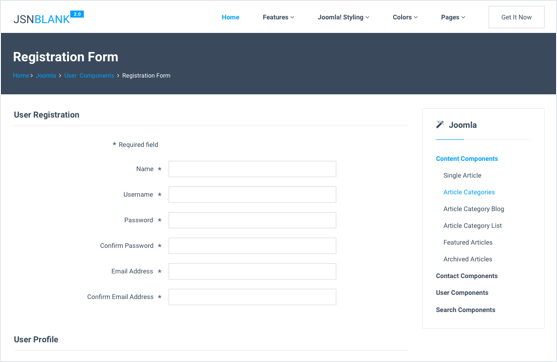 JSNBLANK 3.0
Home Features Joomla! Styling Colors Pages Get It Now
Registration Form
Home > Joomla > User Components > Registration Form
User Registration
* Required field
Name *
Username *
Password *
Confirm Password *
Email Address *
Confirm Email Address *
User Profile
Joomla
Content Components
Single Article
Article Categories
Article Category Blog
Article Category List
Featured Articles
Archived Articles
Contact Components
User Components
Search Components